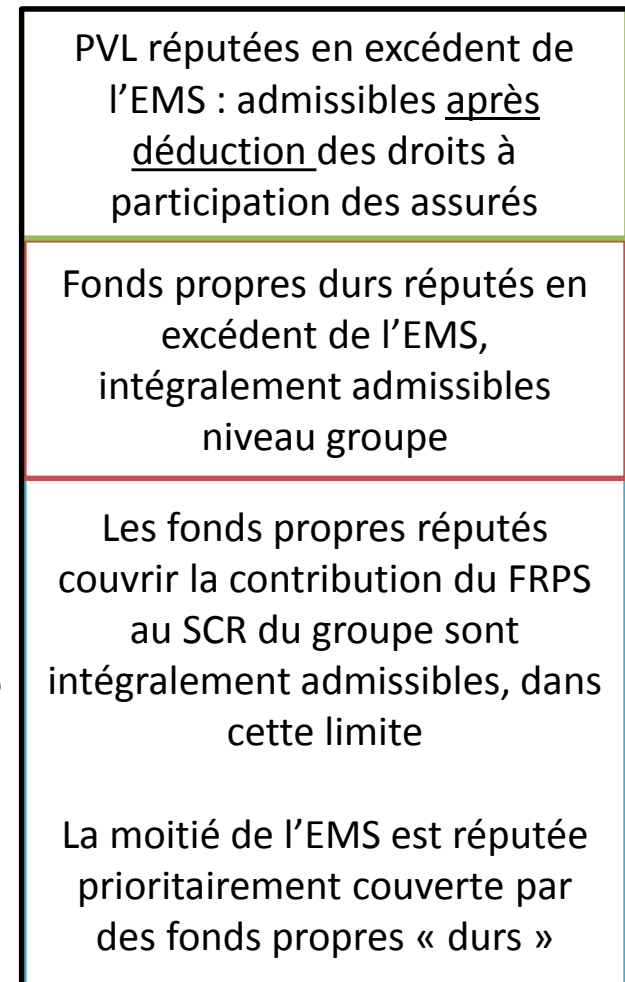 PVL réputées en excédent de
l’EMS : admissibles après
déduction des droits à
participation des assurés
Fonds propres durs réputés en
excédent de l’EMS,
intégralement admissibles
niveau groupe
Les fonds propres réputés
couvrir la contribution du FRPS
au SCR du groupe sont
intégralement admissibles, dans
cette limite
La moitié de l’EMS est réputée
prioritairement couverte par
des fonds propres « durs »